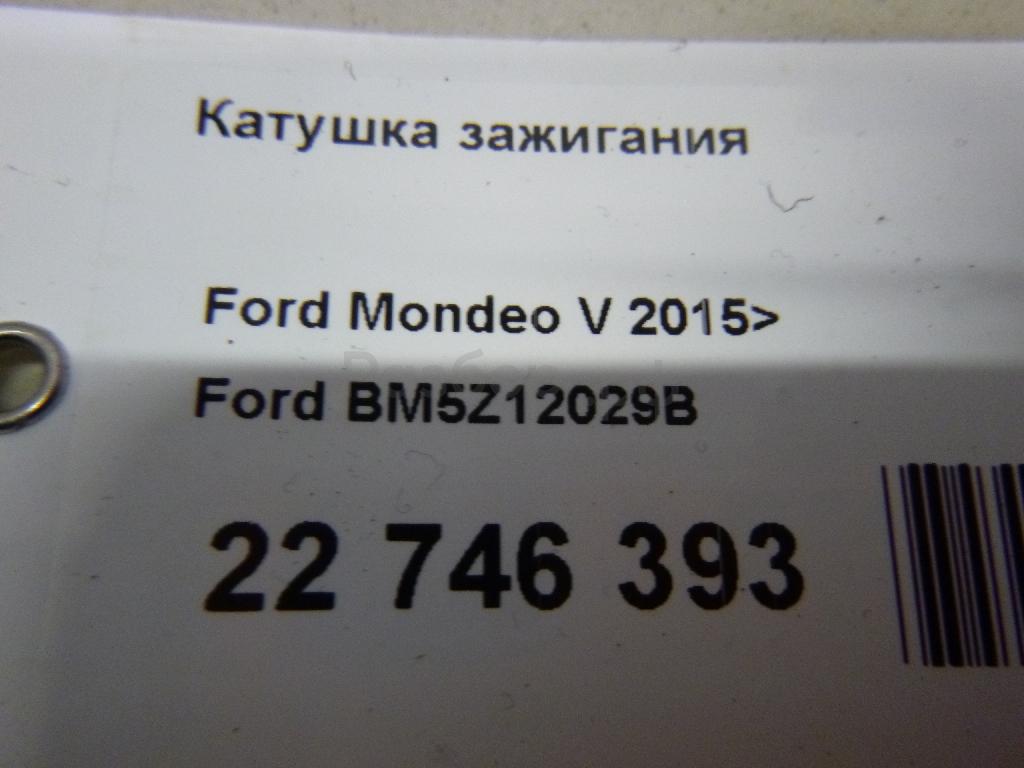 Катушка зажигания
Ford Mondeo V 2015>
Ford BM5Z12029B
22 746 393